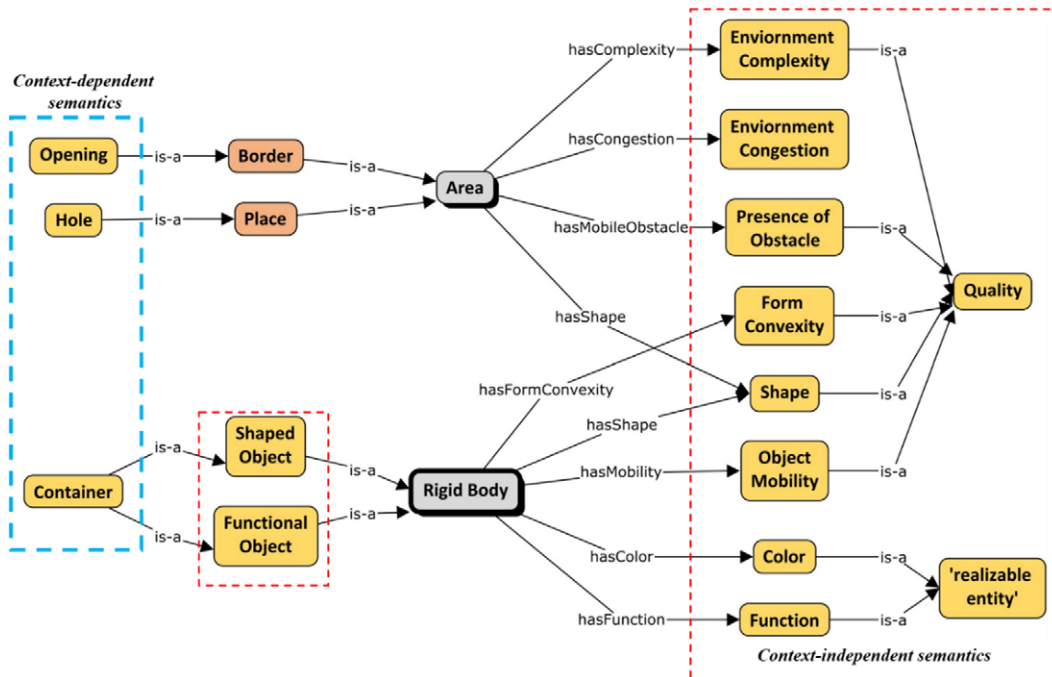 Context-dependent
semantics
Opening
is-a
Border
is-a
Hole
is-a
Place
is-a
Area
hasComplexity
Enviornment
Complexity
is-a
hasCongestion
Enviornment
Congestion
hasMobileObstacle
Presence of
Obstacle
is-a
Quality
hasShape
Form
Convexity
is-a
hasFormConvexity
Shape
is-a
hasShape
Container
is-a
Shaped
Object
is-a
is-a
Functional
Object
is-a
Rigid Body
hasMobility
Object
Mobility
is-a
hasColor
Color
is-a
'realizable
entity'
hasFunction
Function
is-a
Context-independent semantics